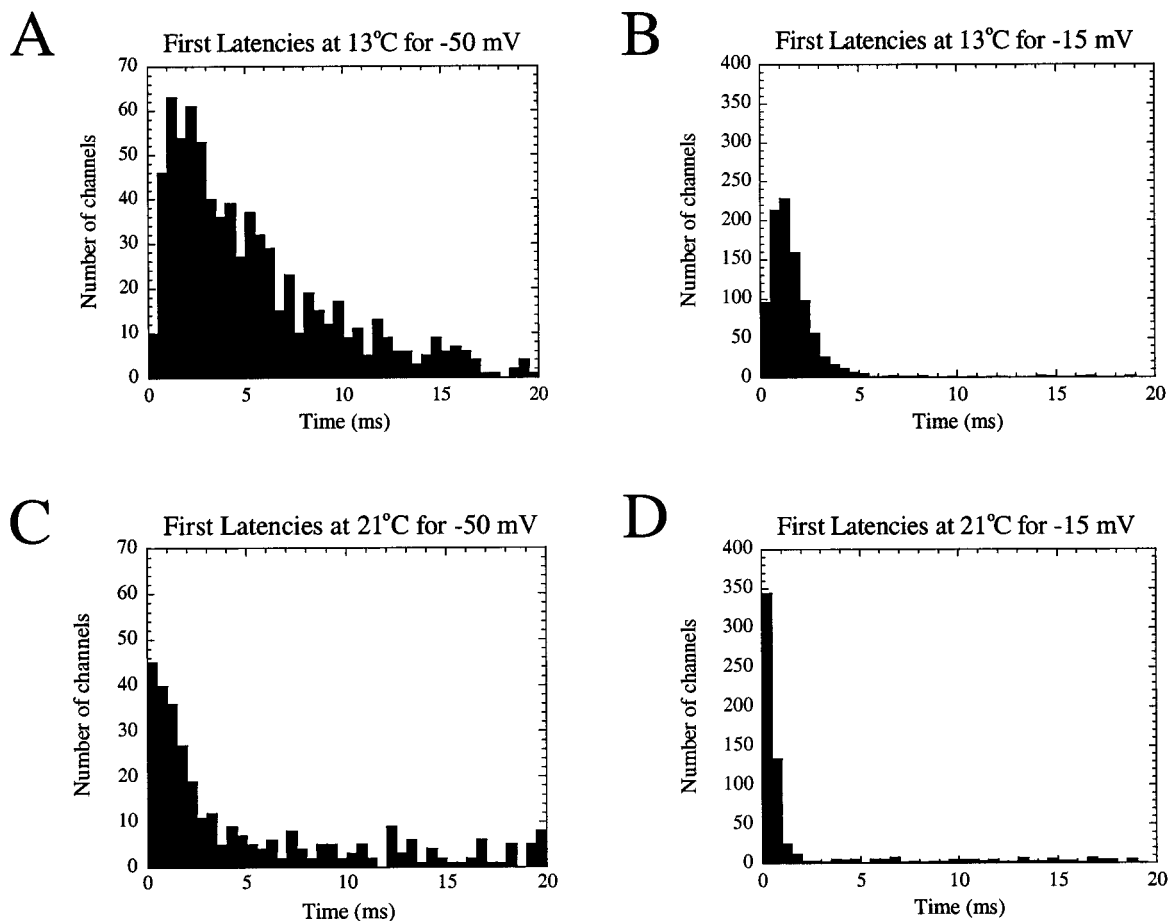 A
First Latencies at 13°C for -50 mV
70
60
50
40
30
20
10
0
Number of channels
0 5 10 15 20
Time (ms)
B
First Latencies at 13°C for -15 mV
400
350
300
250
200
150
100
50
0
Number of channels
0 5 10 15 20
Time (ms)
C
First Latencies at 21°C for -50 mV
70
60
50
40
30
20
10
0
Number of channels
0 5 10 15 20
Time (ms)
D
First Latencies at 21°C for -15 mV
400
350
300
250
200
150
100
50
0
Number of channels
0 5 10 15 20
Time (ms)